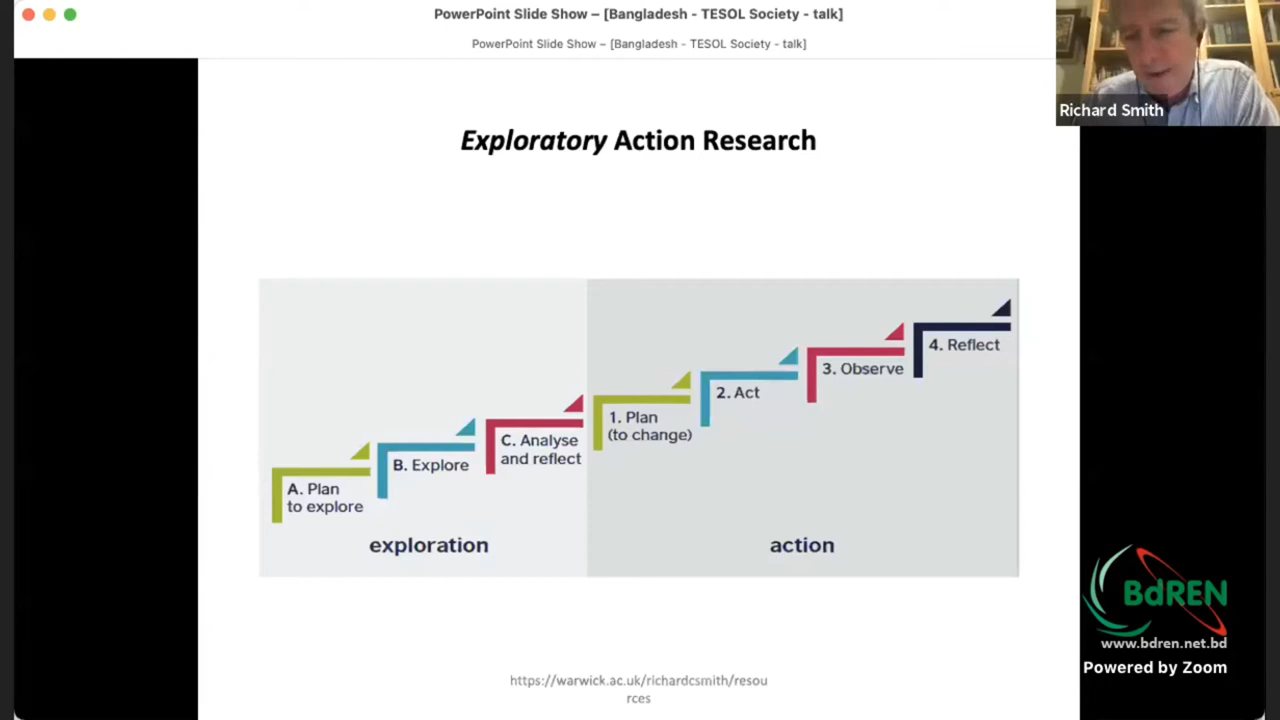 PowerPoint Slide Show – [Bangladesh - TESOL Society - talk]
PowerPoint Slide Show – [Bangladesh - TESOL Society - talk]
Richard Smith
Exploratory Action Research
4. Reflect
3. Observe
2. Act
1. Plan
(to change)
C. Analyse
and reflect
B. Explore
A. Plan
to explore
exploration
action
BdREN
www.bdren.net.bd
Powered by Zoom
https://warwick.ac.uk/richardcsmith/resou
rces